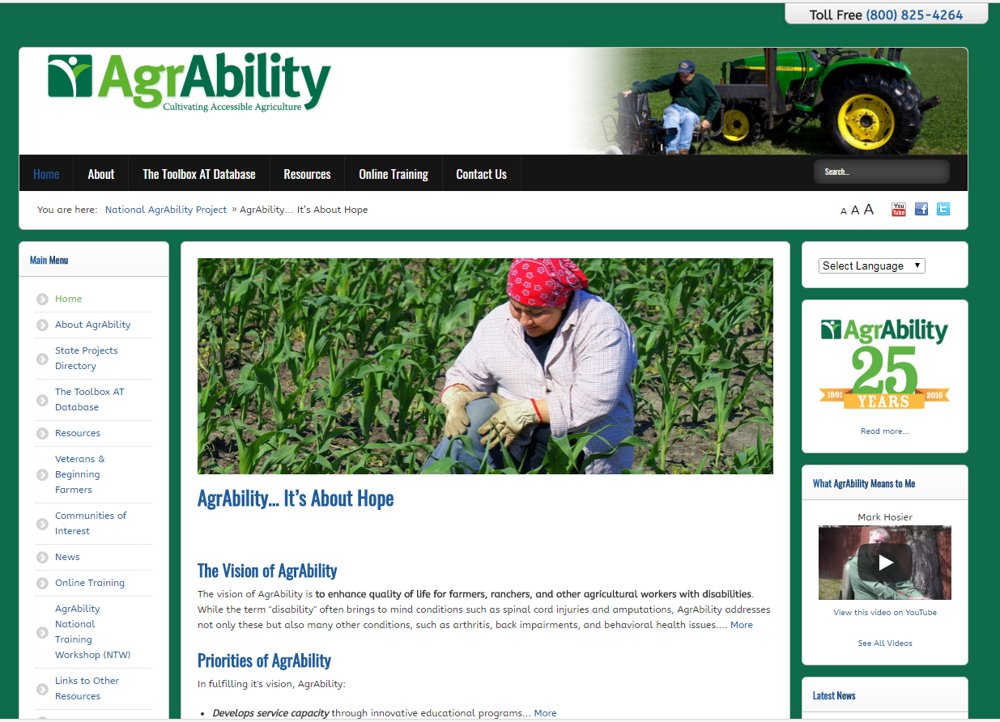 Toll Free (800) 825-4264
AgrAbility
Cultivating Accessible Agriculture
Home About The Toolbox AT Database Resources Online Training Contact Us Search...
You are here: National AgrAbility Project » AgrAbility... It's About Hope A A A You Tube f t
Main Menu
Home
About AgrAbility
State Projects
Directory
The Toolbox AT
Database
Resources
Veterans &
Beginning
Farmers
Communities of
Interest
News
Online Training
AgrAbility
National
Training
Workshop (NTW)
Links to Other
Resources
AgrAbility... It's About Hope
The Vision of AgrAbility
The vision of AgrAbility is to enhance quality of life for farmers, ranchers, and other agricultural workers with disabilities.
While the term "disability" often brings to mind conditions such as spinal cord injuries and amputations, AgrAbility addresses
not only these but also many other conditions, such as arthritis, back impairments, and behavioral health issues.... More
Priorities of AgrAbility
In fulfilling it's vision, AgrAbility:
• Develops service capacity through innovative educational programs... More
Select Language ▼
AgrAbility
25
1991 YEARS 2016
Read more...
What AgrAbility Means to Me
Mark Hosier
View this video on YouTube
See All Videos
Latest News